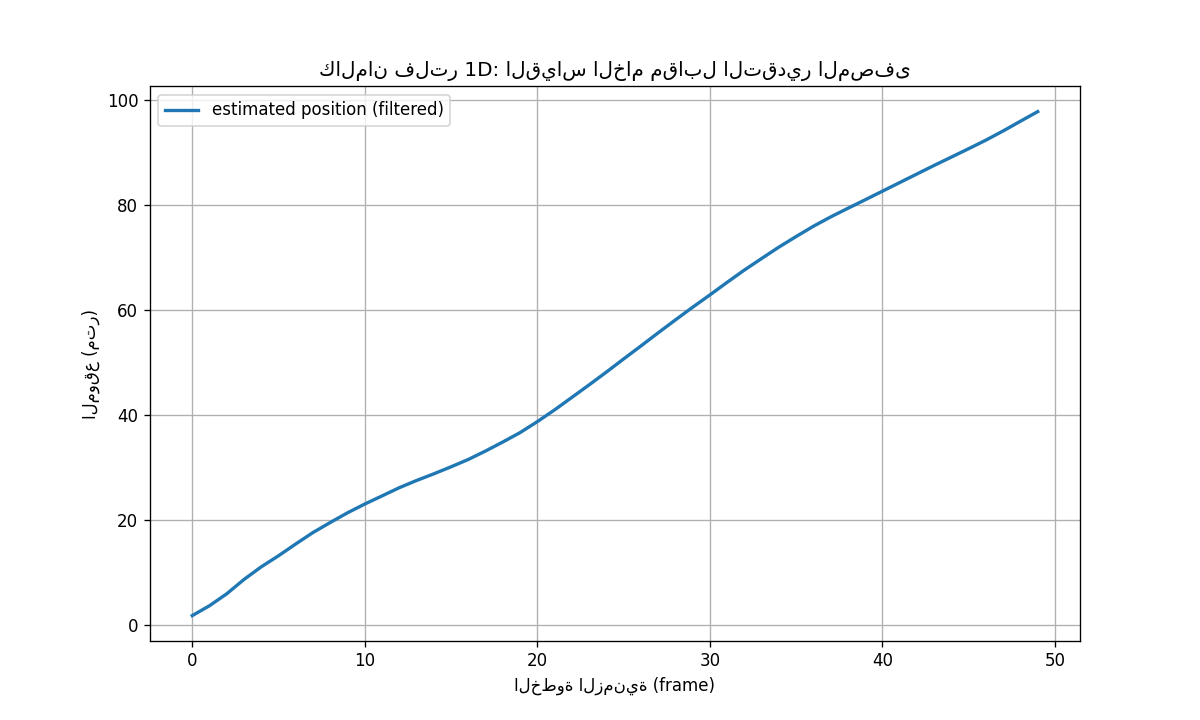 كالمان فلتر 1D: القياس الخام مقابل التقدير المصفى
estimated position (filtered)
100
80
60
40
20
0
الموقع (متر)
0 10 20 30 40 50
الخطوة الزمنية (frame)